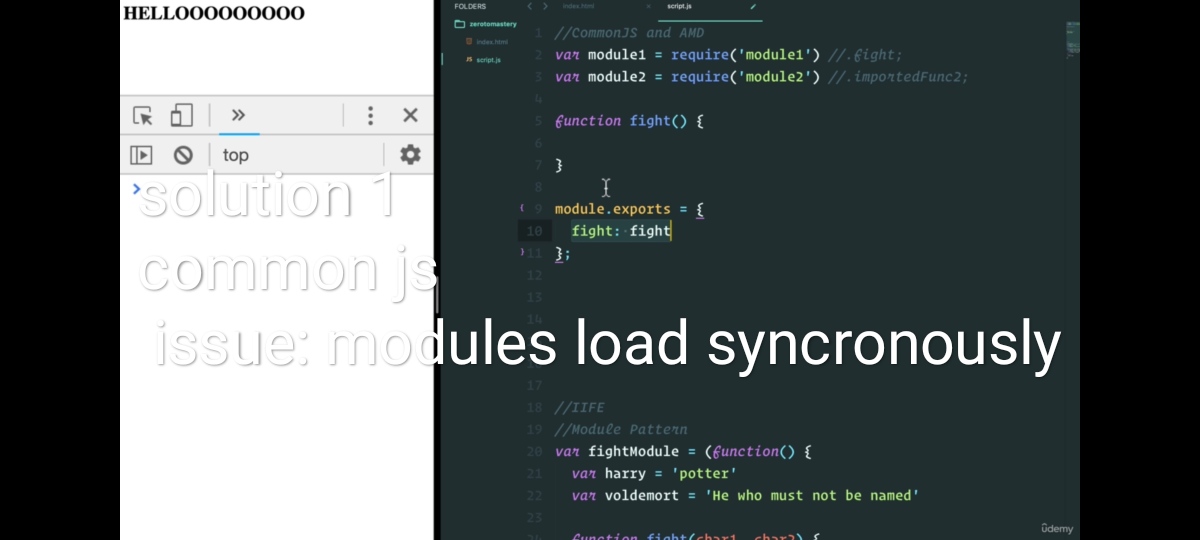 HELLOOOOOOOOO
top
solution 1
common js
issue: modules load syncronously
FOLDERS
zerotomastery
index.html
script.js
index.html
script.js
1 //CommonJS and AMD
2 var module1 = require('module1') //.fight;
3 var module2 = require('module2') //.importedFunc2;
4
5 function fight() {
6
7 }
8
9 module.exports = {
10 fight: fight
11 };
12
13
14
17
18 //IIFE
19 //Module Pattern
20 var fightModule = (function() {
21 var harry = 'potter'
22 var voldemort = 'He who must not be named'
23
24 function fight(char1, char2) {
ûdemy